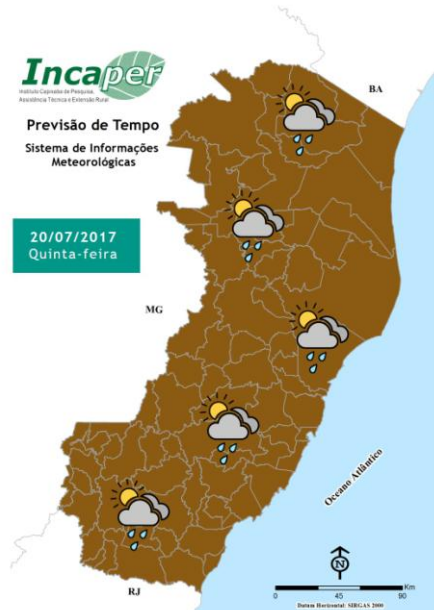 Incaper
Instituto Capixaba de Pesquisa,
Assistência Técnica e Extensão Rural
Previsão de Tempo
Sistema de Informações
Meteorológicas
20/07/2017
Quinta-feira
BA
MG
Oceano Atlântico
RJ
N
Km
0 45 90
Datum Horizontal: SIRGAS 2000